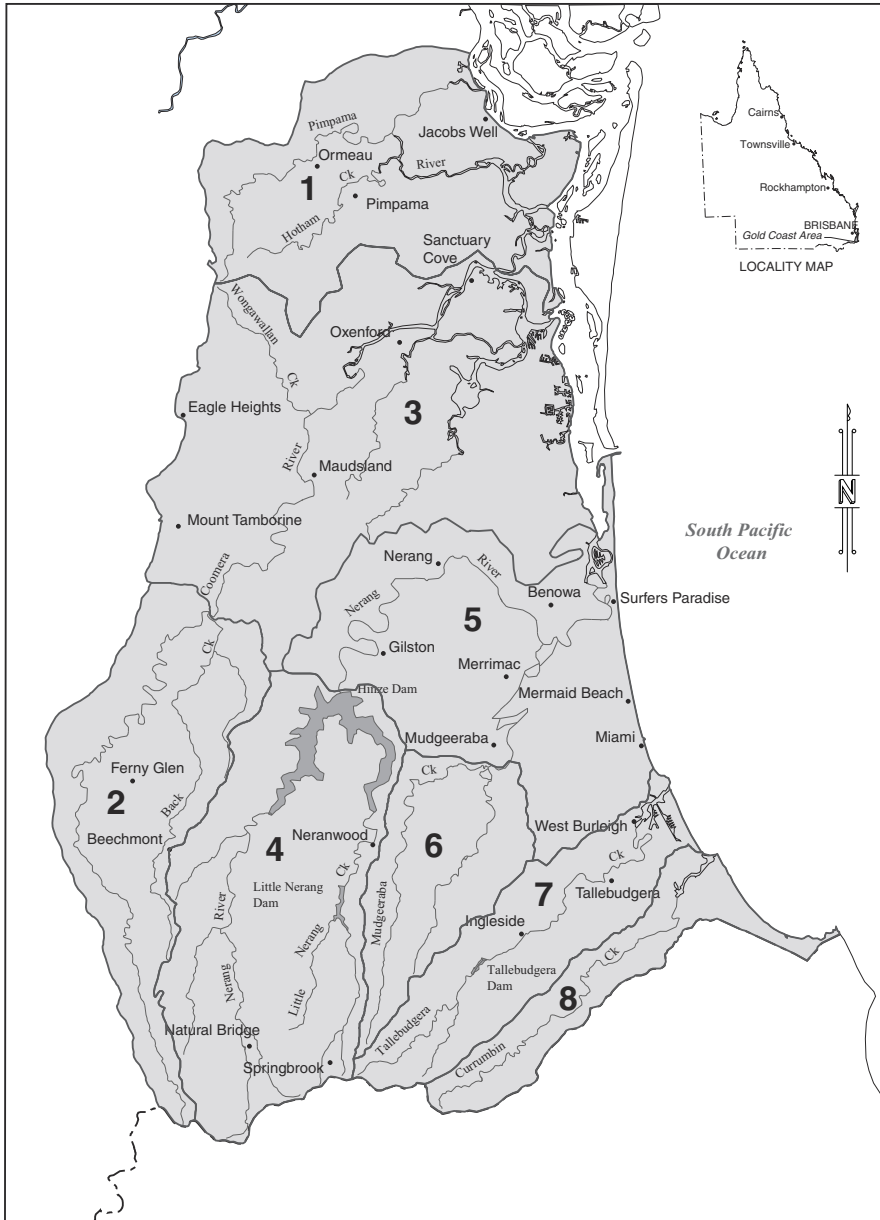 Pimpama
Jacobs Well
Cairns
Townsville
Ormeau
Ck
River
1
Pimpama
Rockhampton
Hotham
BRISBANE
Gold Coast Area
Sanctuary
Cove
LOCALITY MAP
Wongawallan
Oxenford
Ck
Eagle Heights
3
River
Maudsland
N
Mount Tamborine
South Pacific
Ocean
Nerang
River
Coomera
Benowa
Surfers Paradise
Nerang
5
Ck
Gilston
Merrimac
Hinze Dam
Mermaid Beach
Mudgeeraba
Miami
Ferny Glen
Ck
2
Back
West Burleigh
Beechmont
Neranwood
4
6
Ck
Ck
Little Nerang
Dam
7
Tallebudgera
River
Mudgeeraba
Ingleside
Nerang
Ck
Tallebudgera
Dam
Nerang
8
Little
Natural Bridge
Tallebudgera
Springbrook
Currumbin